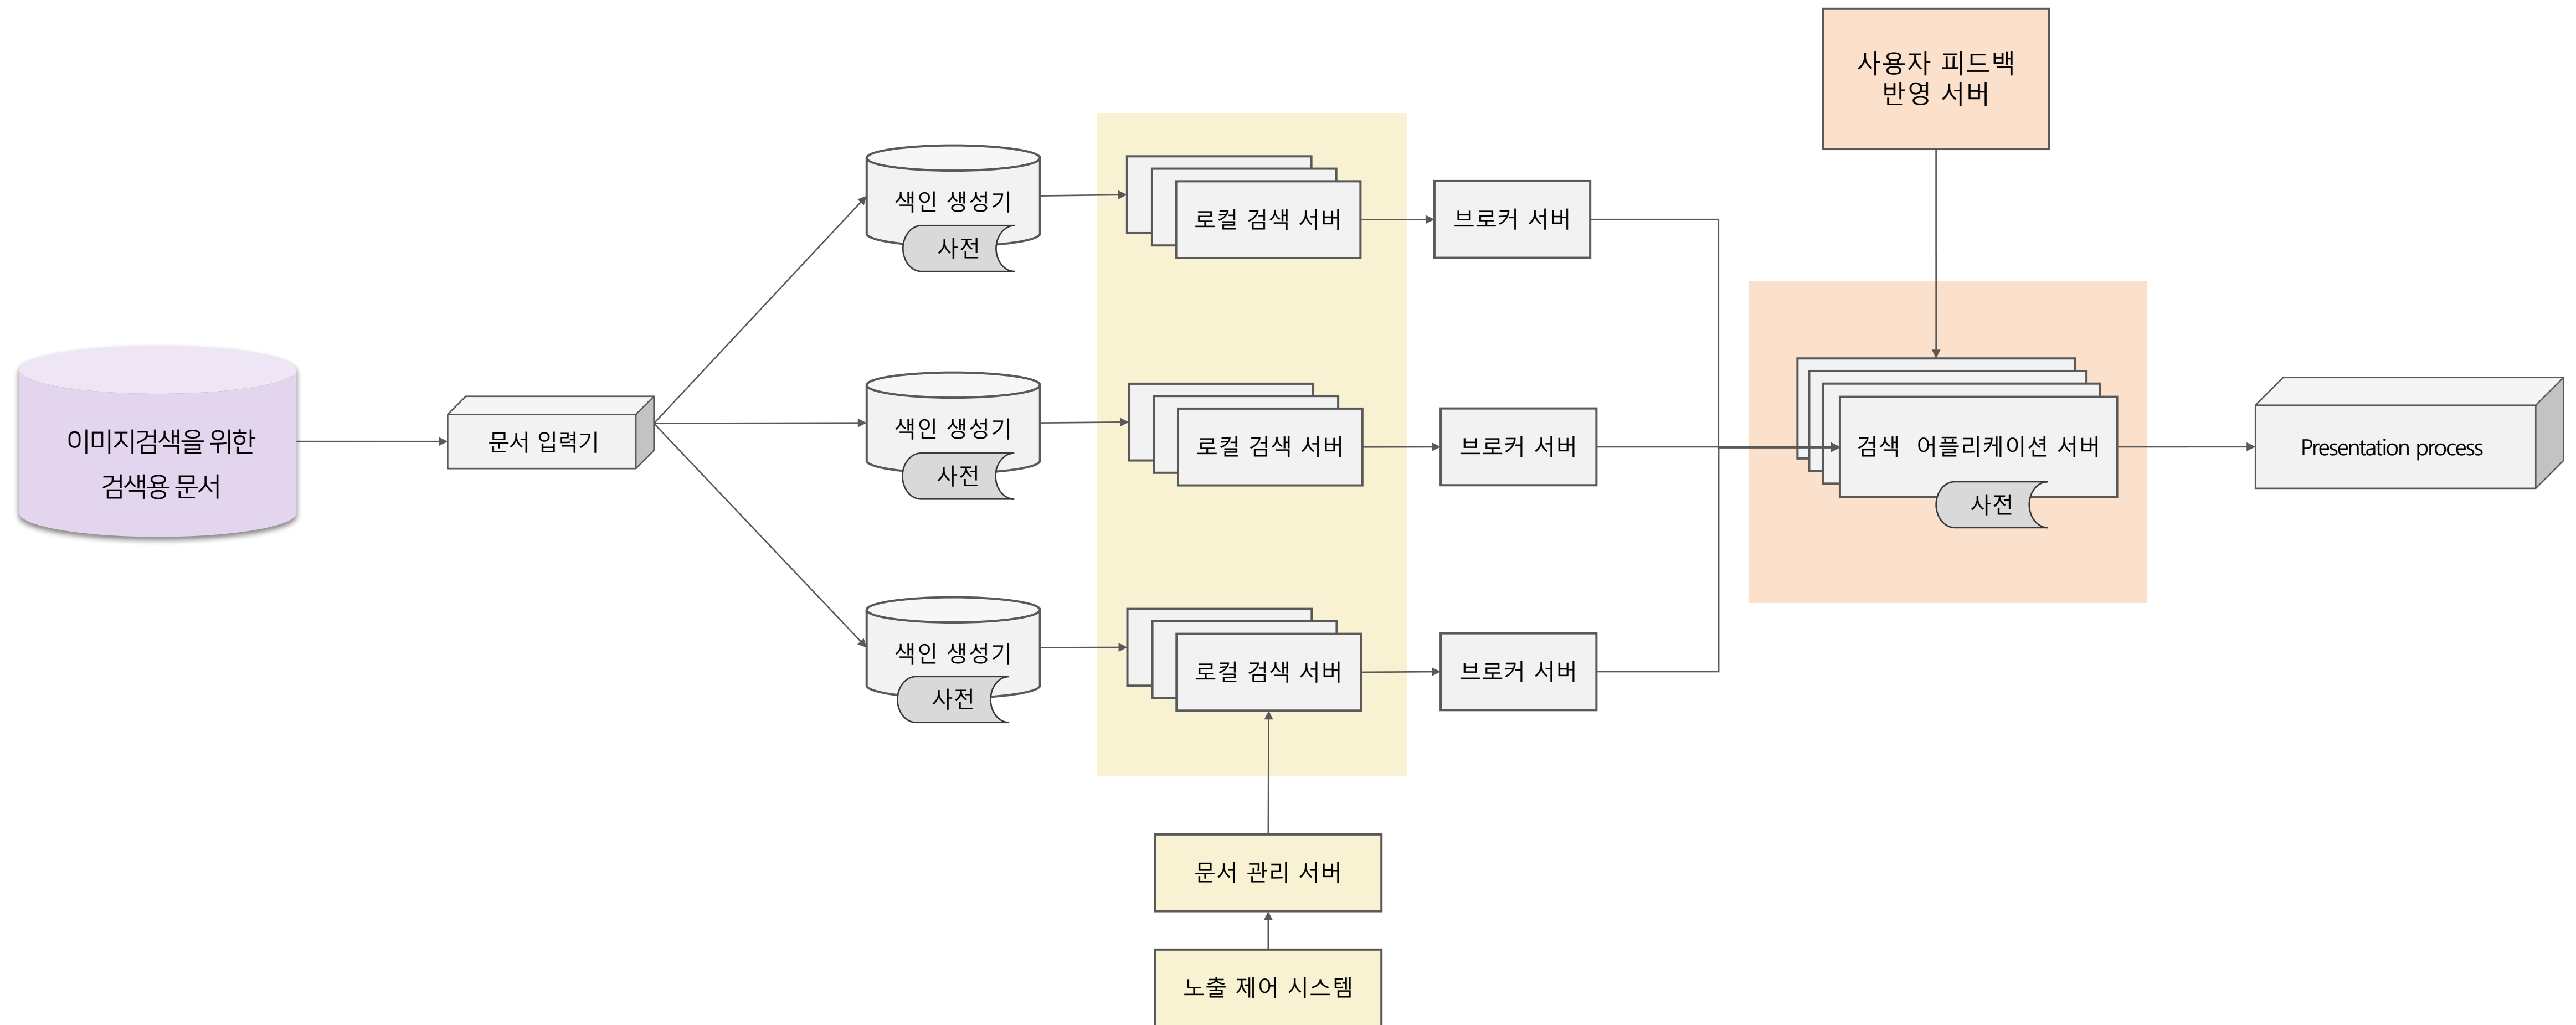 사용자 피드백
반영 서버
색인 생성기
사전
로컬 검색 서버
브로커 서버
이미지검색을 위한
검색용 문서
문서 입력기
색인 생성기
사전
로컬 검색 서버
브로커 서버
검색 어플리케이션 서버
사전
Presentation process
색인 생성기
사전
로컬 검색 서버
브로커 서버
문서 관리 서버
노출 제어 시스템